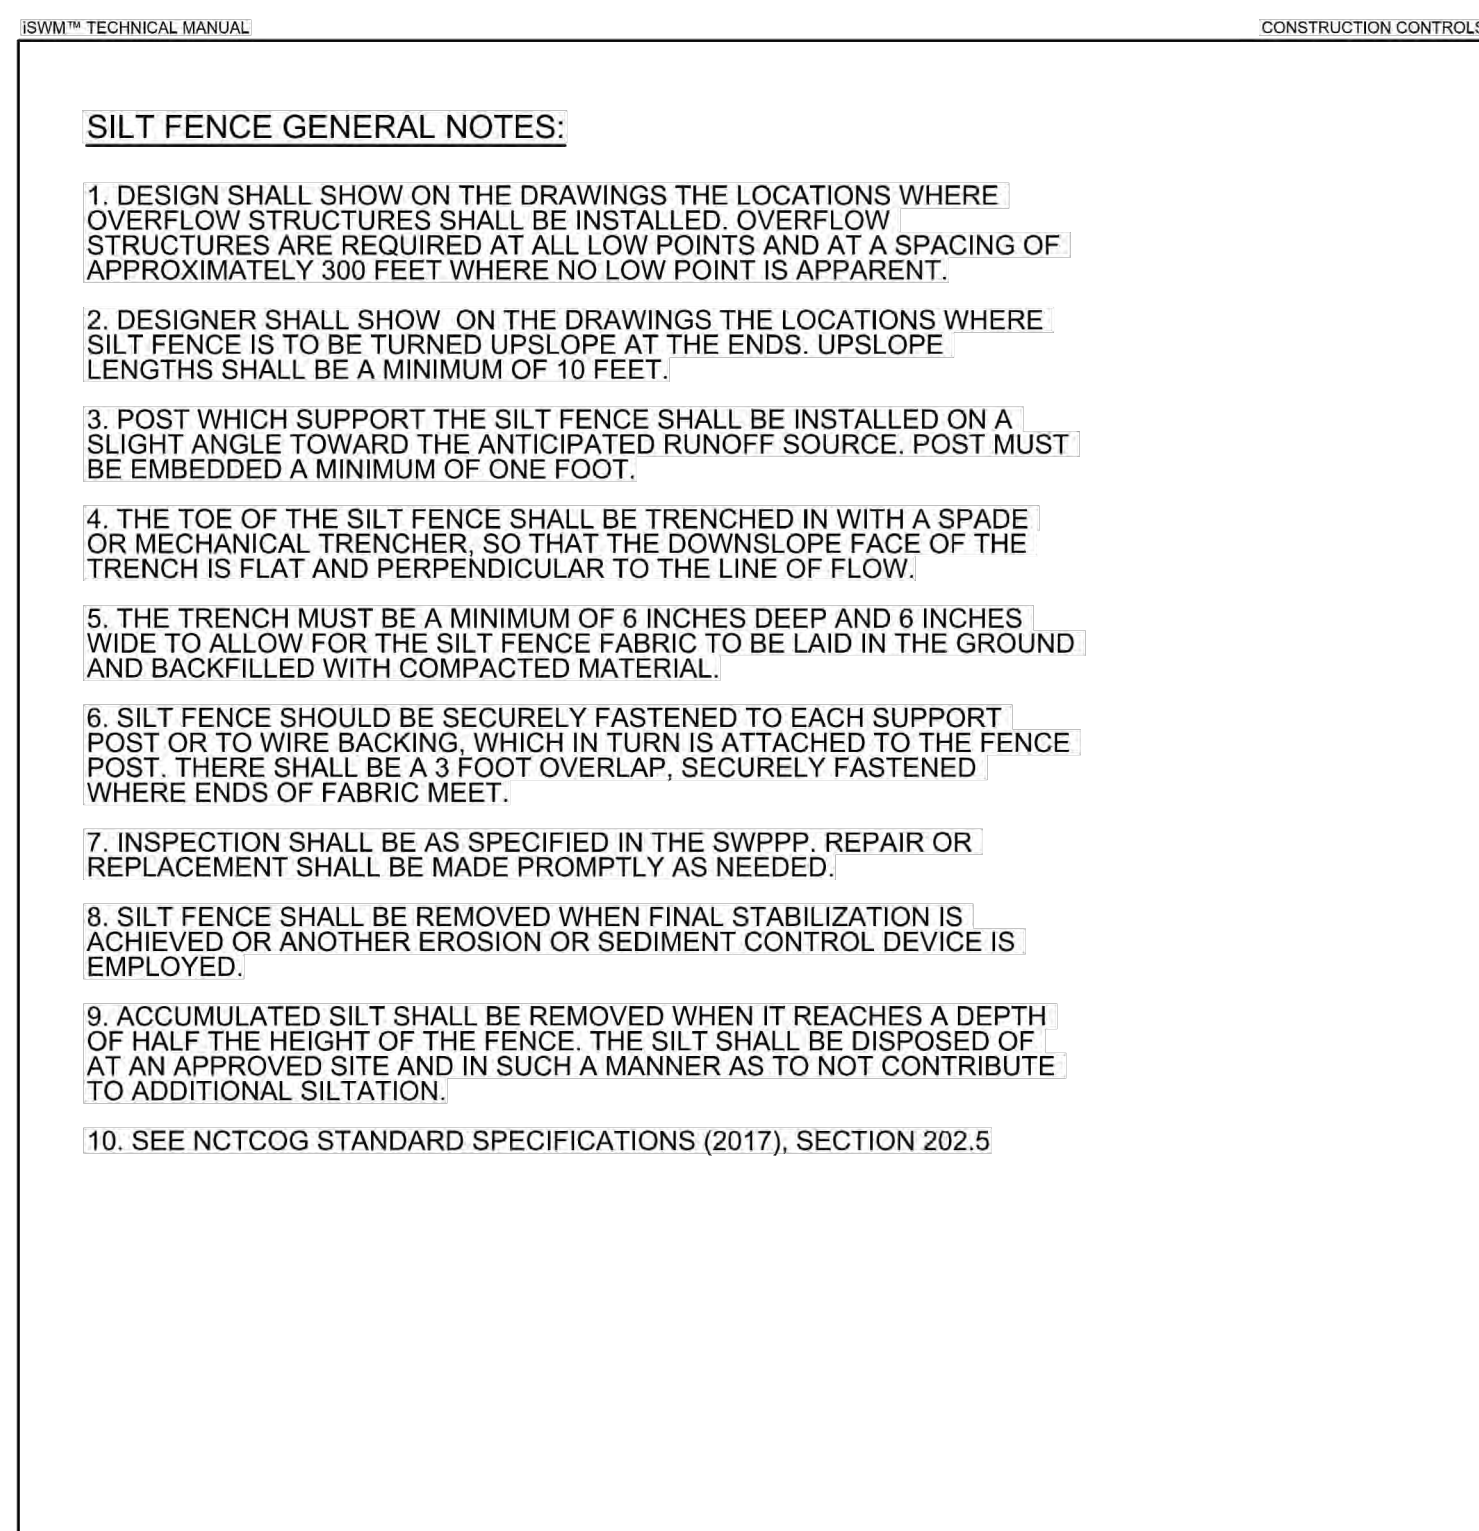 iSWM™ TECHNICAL MANUAL
CONSTRUCTION CONTROLS
SILT FENCE GENERAL NOTES:
1. DESIGN SHALL SHOW ON THE DRAWINGS THE LOCATIONS WHERE
OVERFLOW STRUCTURES SHALL BE INSTALLED. OVERFLOW
STRUCTURES ARE REQUIRED AT ALL LOW POINTS AND AT A SPACING OF
APPROXIMATELY 300 FEET WHERE NO LOW POINT IS APPARENT.
2. DESIGNER SHALL SHOW  ON THE DRAWINGS THE LOCATIONS WHERE
SILT FENCE IS TO BE TURNED UPSLOPE AT THE ENDS. UPSLOPE
LENGTHS SHALL BE A MINIMUM OF 10 FEET.
3. POST WHICH SUPPORT THE SILT FENCE SHALL BE INSTALLED ON A
SLIGHT ANGLE TOWARD THE ANTICIPATED RUNOFF SOURCE. POST MUST
BE EMBEDDED A MINIMUM OF ONE FOOT.
4. THE TOE OF THE SILT FENCE SHALL BE TRENCHED IN WITH A SPADE
OR MECHANICAL TRENCHER, SO THAT THE DOWNSLOPE FACE OF THE
TRENCH IS FLAT AND PERPENDICULAR TO THE LINE OF FLOW.
5. THE TRENCH MUST BE A MINIMUM OF 6 INCHES DEEP AND 6 INCHES
WIDE TO ALLOW FOR THE SILT FENCE FABRIC TO BE LAID IN THE GROUND
AND BACKFILLED WITH COMPACTED MATERIAL.
6. SILT FENCE SHOULD BE SECURELY FASTENED TO EACH SUPPORT
POST OR TO WIRE BACKING, WHICH IN TURN IS ATTACHED TO THE FENCE
POST. THERE SHALL BE A 3 FOOT OVERLAP, SECURELY FASTENED
WHERE ENDS OF FABRIC MEET.
7. INSPECTION SHALL BE AS SPECIFIED IN THE SWPPP. REPAIR OR
REPLACEMENT SHALL BE MADE PROMPTLY AS NEEDED.
8. SILT FENCE SHALL BE REMOVED WHEN FINAL STABILIZATION IS
ACHIEVED OR ANOTHER EROSION OR SEDIMENT CONTROL DEVICE IS
EMPLOYED.
9. ACCUMULATED SILT SHALL BE REMOVED WHEN IT REACHES A DEPTH
OF HALF THE HEIGHT OF THE FENCE. THE SILT SHALL BE DISPOSED OF
AT AN APPROVED SITE AND IN SUCH A MANNER AS TO NOT CONTRIBUTE
TO ADDITIONAL SILTATION.
10. SEE NCTCOG STANDARD SPECIFICATIONS (2017), SECTION 202.5